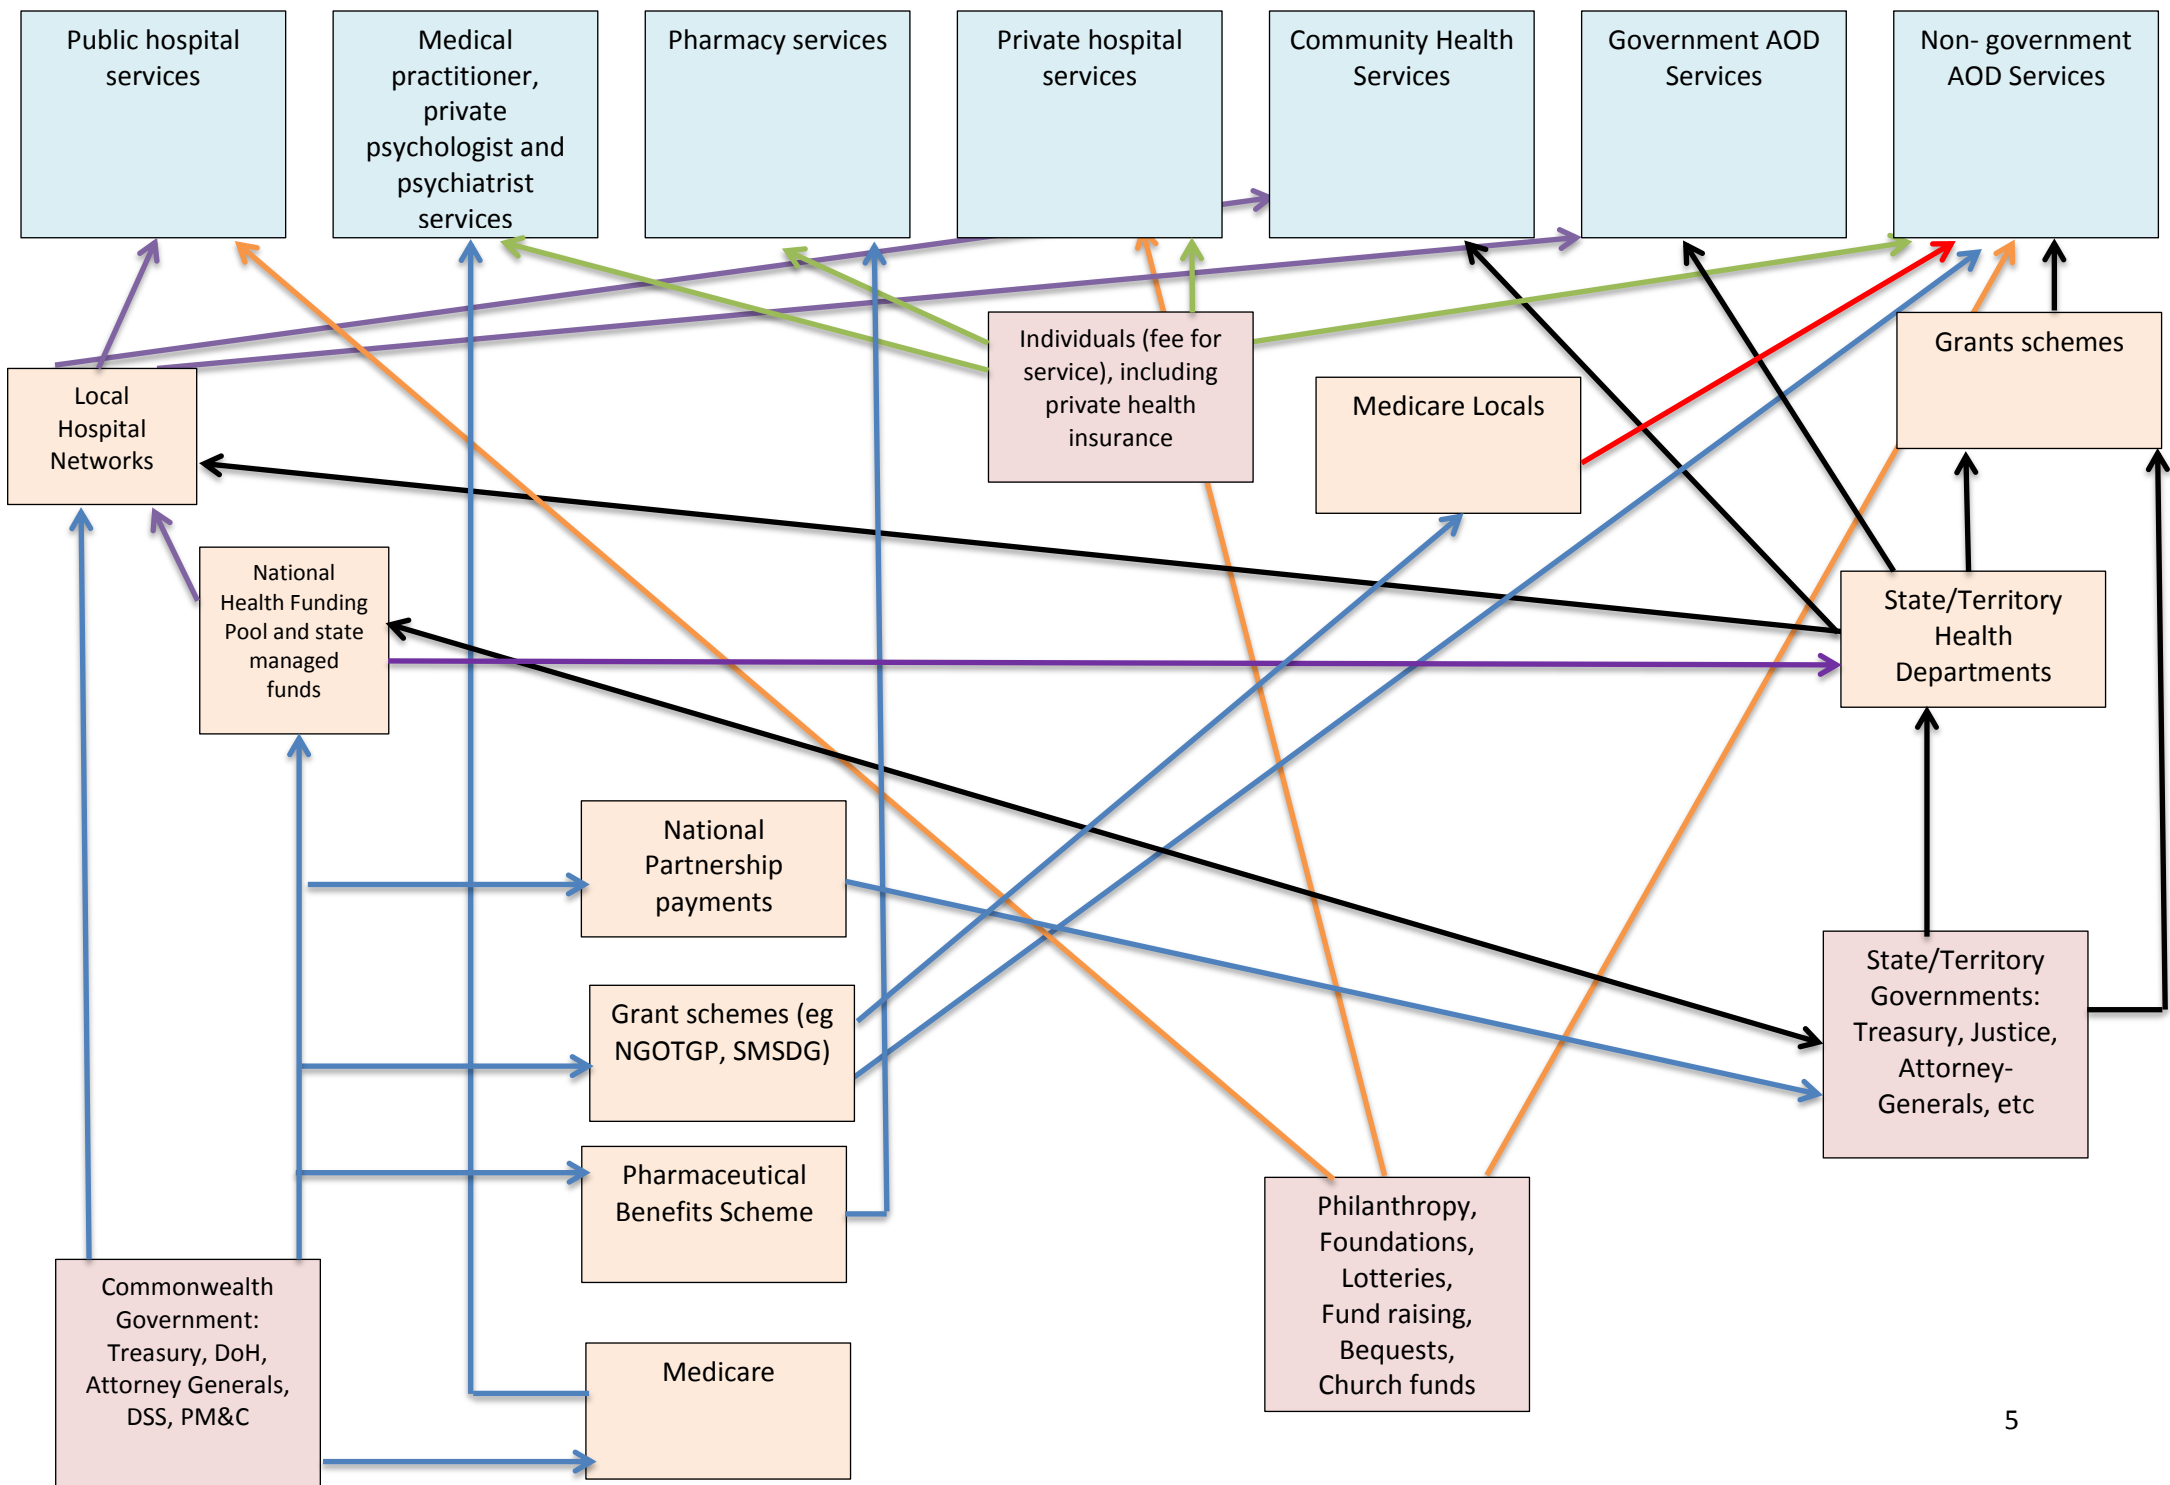 Public hospital
services
Medical
practitioner,
private
psychologist and
psychiatrist
services
Pharmacy services
Private hospital
services
Community Health
Services
Government AOD
Services
Non- government
AOD Services
Individuals (fee for
service), including
private health
insurance
Grants schemes
Local
Hospital
Networks
Medicare Locals
National
Health Funding
Pool and state
managed
funds
State/Territory
Health
Departments
National
Partnership
payments
State/Territory
Governments:
Treasury, Justice,
Attorney-
Generals, etc
Grant schemes (eg
NGOTGP, SMSDG)
Pharmaceutical
Benefits Scheme
Philanthropy,
Foundations,
Lotteries,
Fund raising,
Bequests,
Church funds
Commonwealth
Government:
Treasury, DoH,
Attorney Generals,
DSS, PM&C
Medicare
5